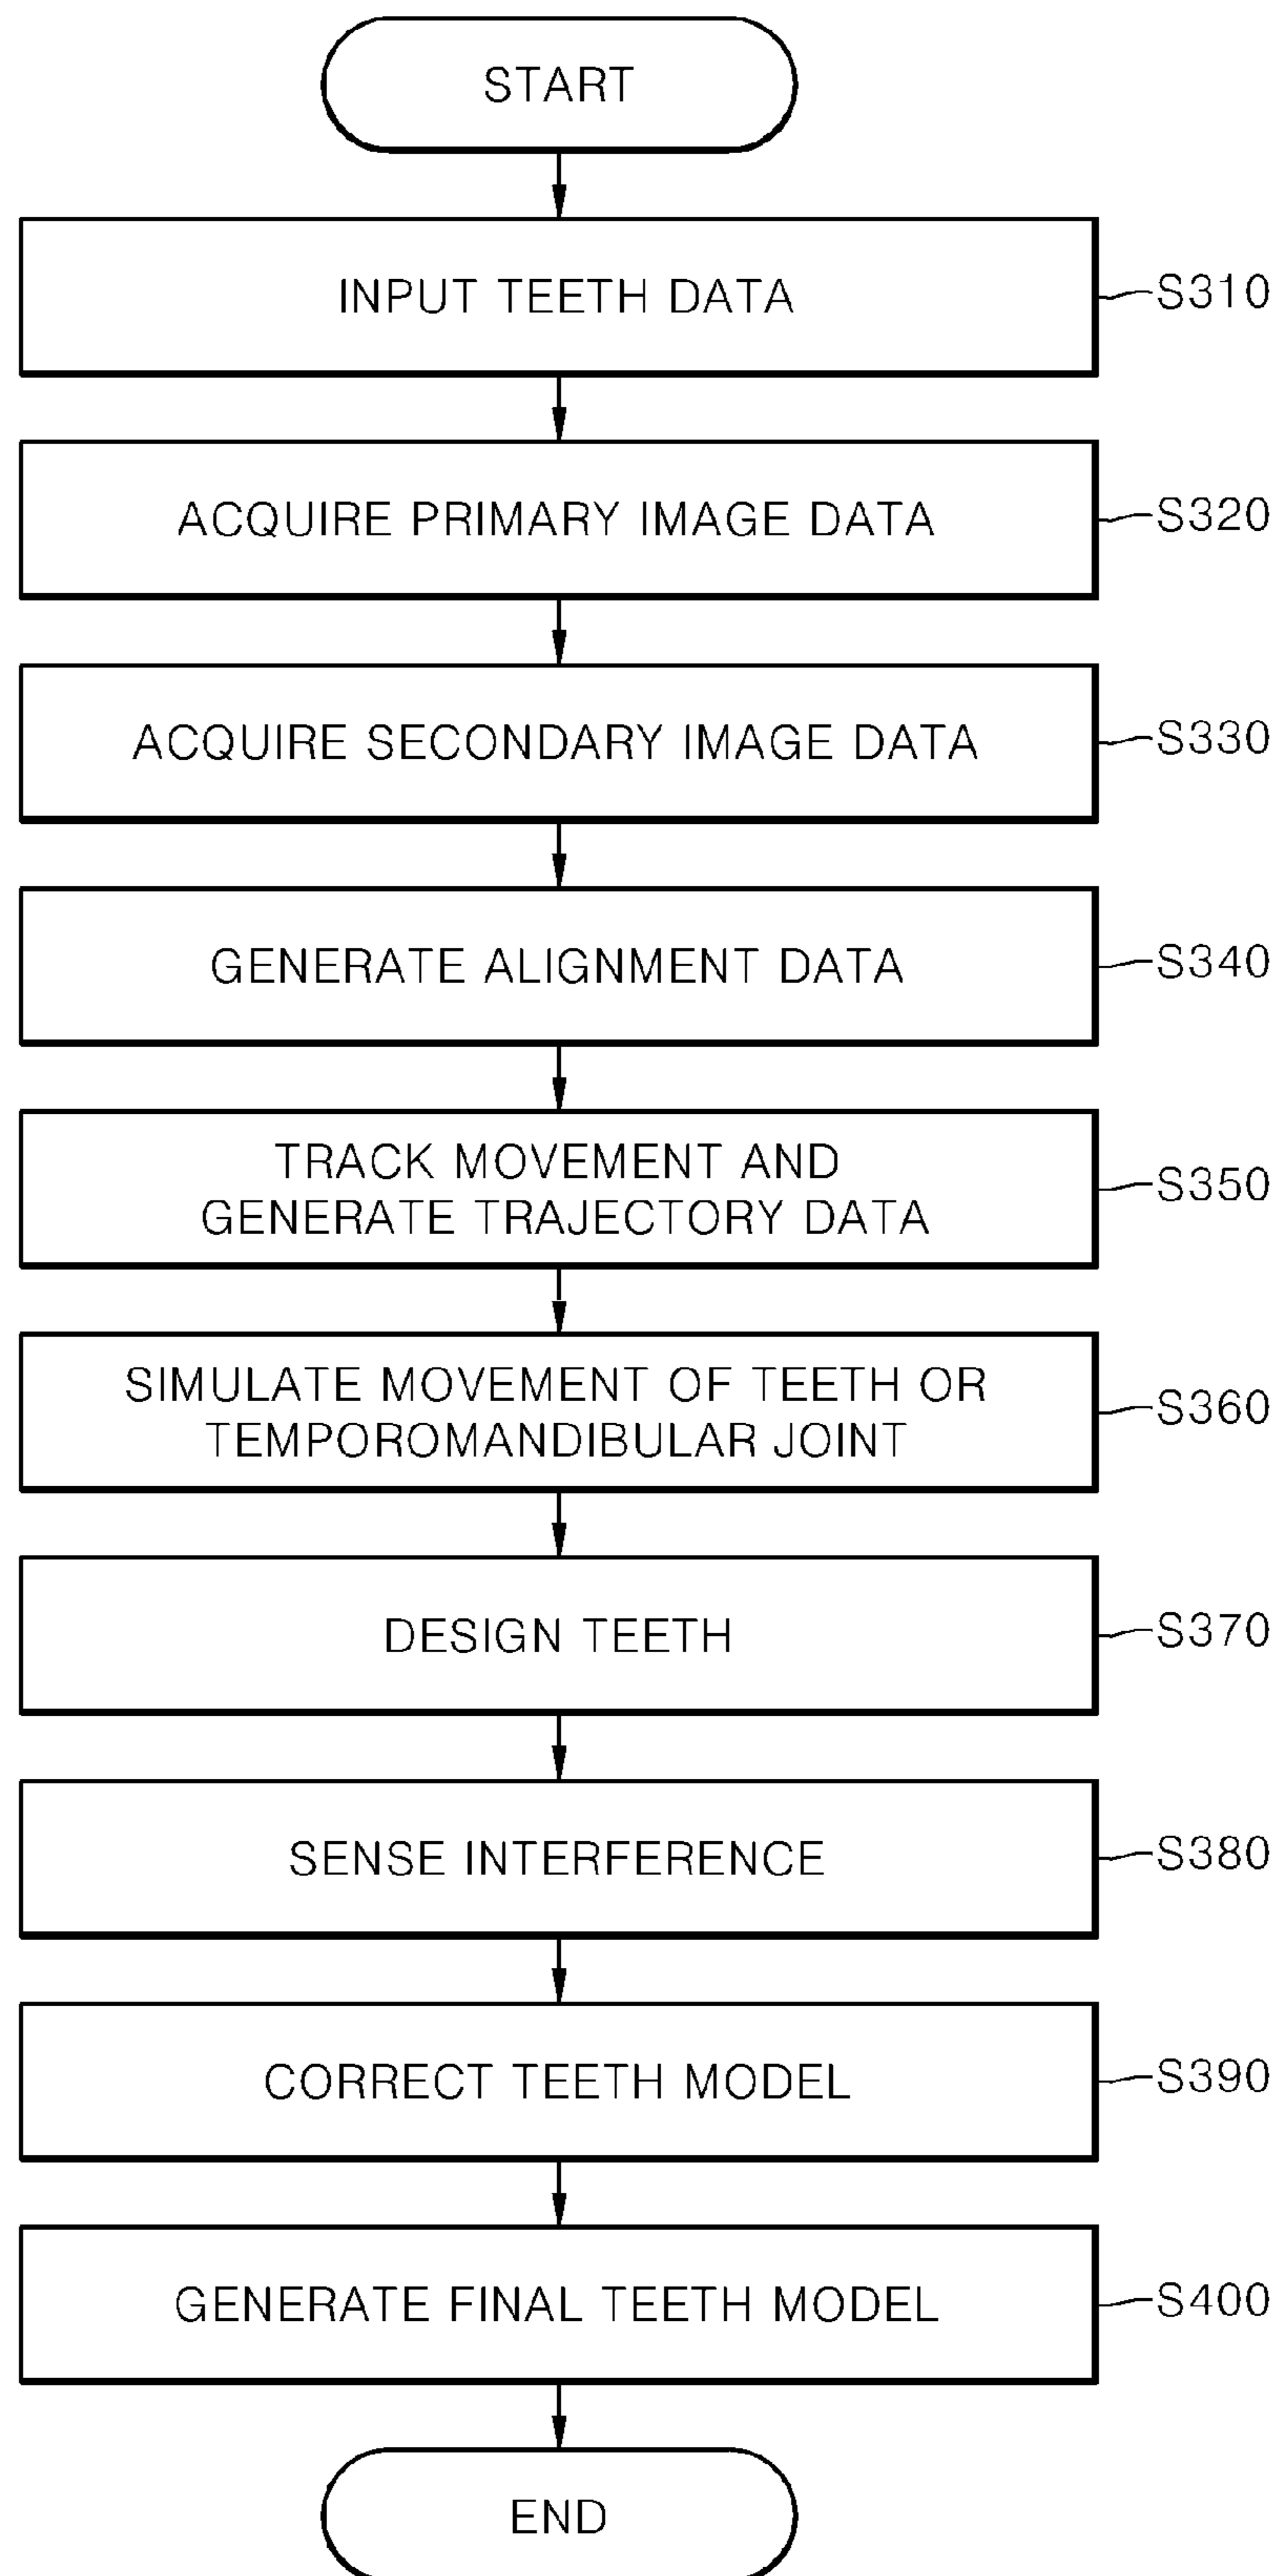 START
INPUT TEETH DATA
S310
ACQUIRE PRIMARY IMAGE DATA
S320
ACQUIRE SECONDARY IMAGE DATA
S330
GENERATE ALIGNMENT DATA
S340
TRACK MOVEMENT AND
GENERATE TRAJECTORY DATA
S350
SIMULATE MOVEMENT OF TEETH OR
TEMPOROMANDIBULAR JOINT
S360
DESIGN TEETH
S370
SENSE INTERFERENCE
S380
CORRECT TEETH MODEL
S390
GENERATE FINAL TEETH MODEL
S400
END